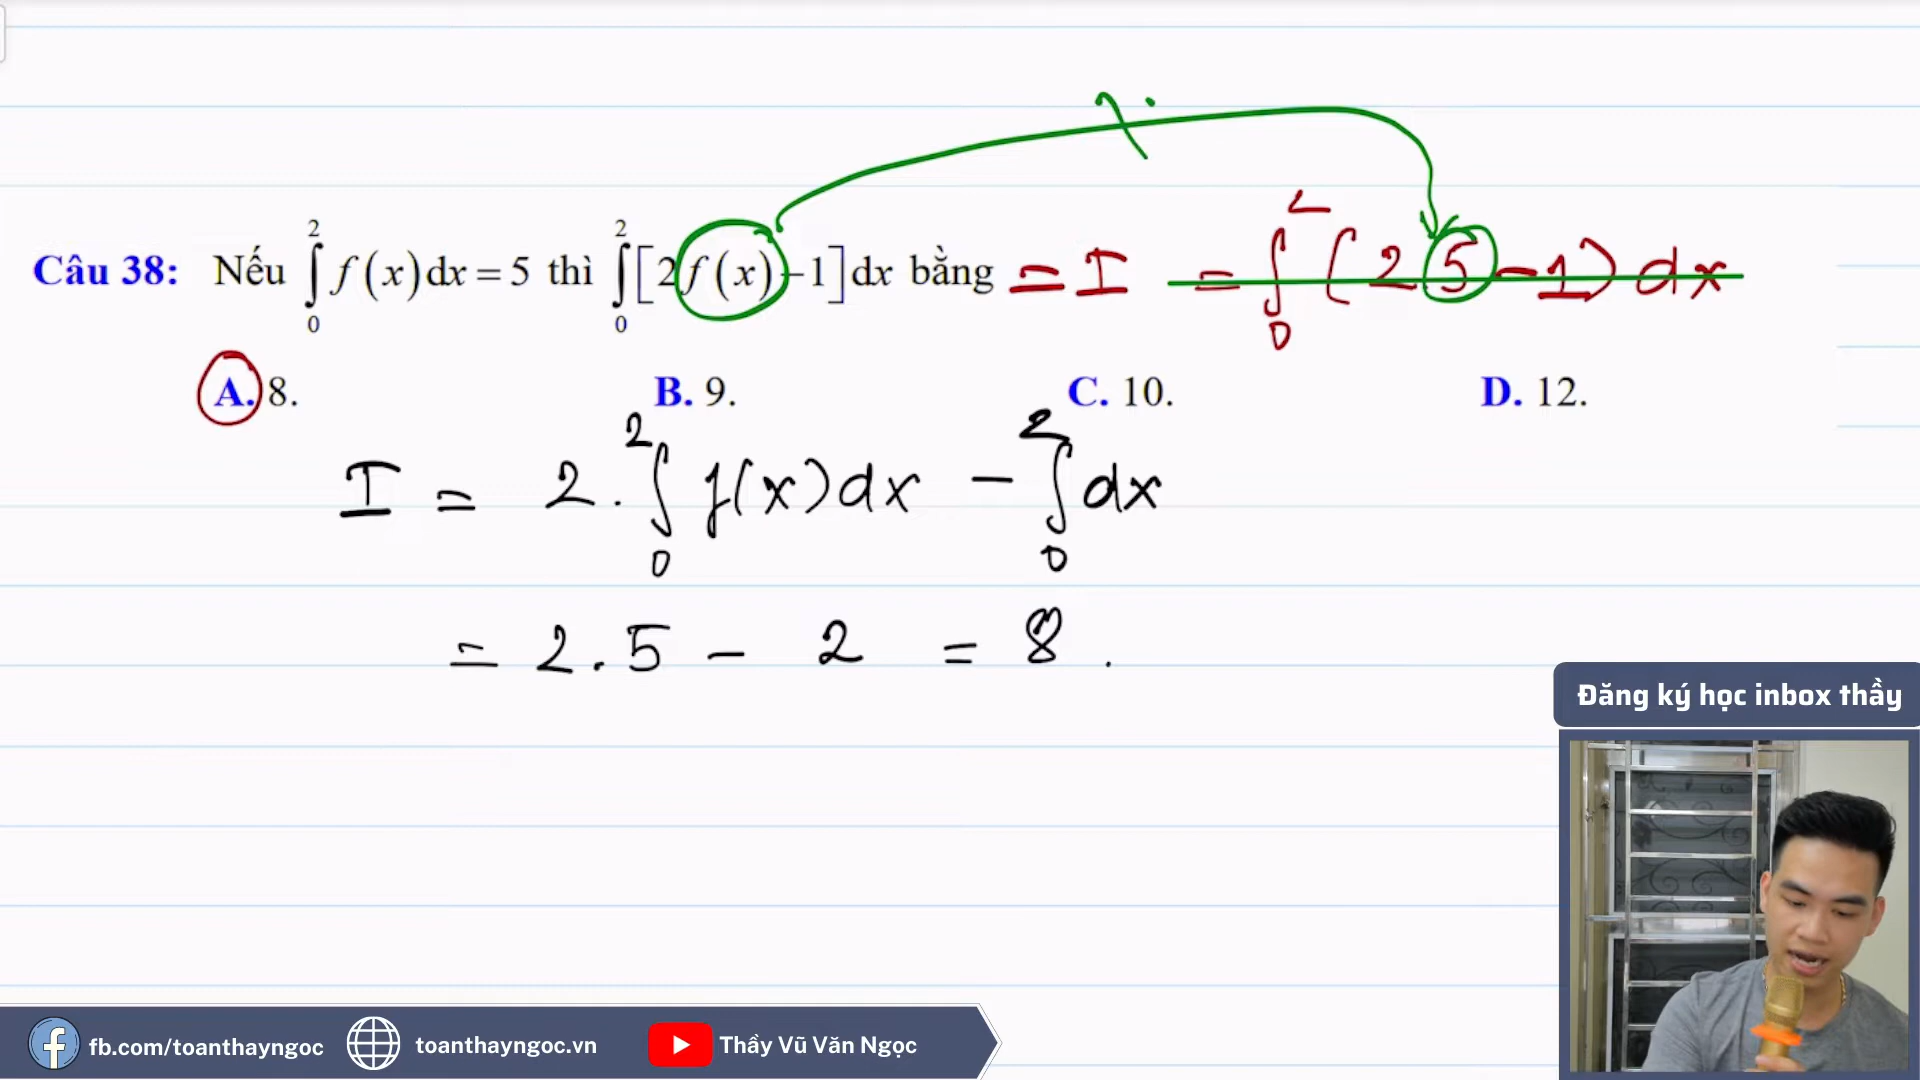 Câu 38: Nếu ∫₀² f(x)dx = 5 thì ∫₀² [2f(x) − 1]dx bằng = I = ∫₀² (2 5 − 1) dx
A. 8. B. 9. C. 10. D. 12.
I = 2. ∫₀² f(x)dx − ∫₀² dx
= 2.5 − 2 = 8.
Đăng ký học inbox thầy
fb.com/toanthayngoc toanthayngoc.vn Thầy Vũ Văn Ngọc